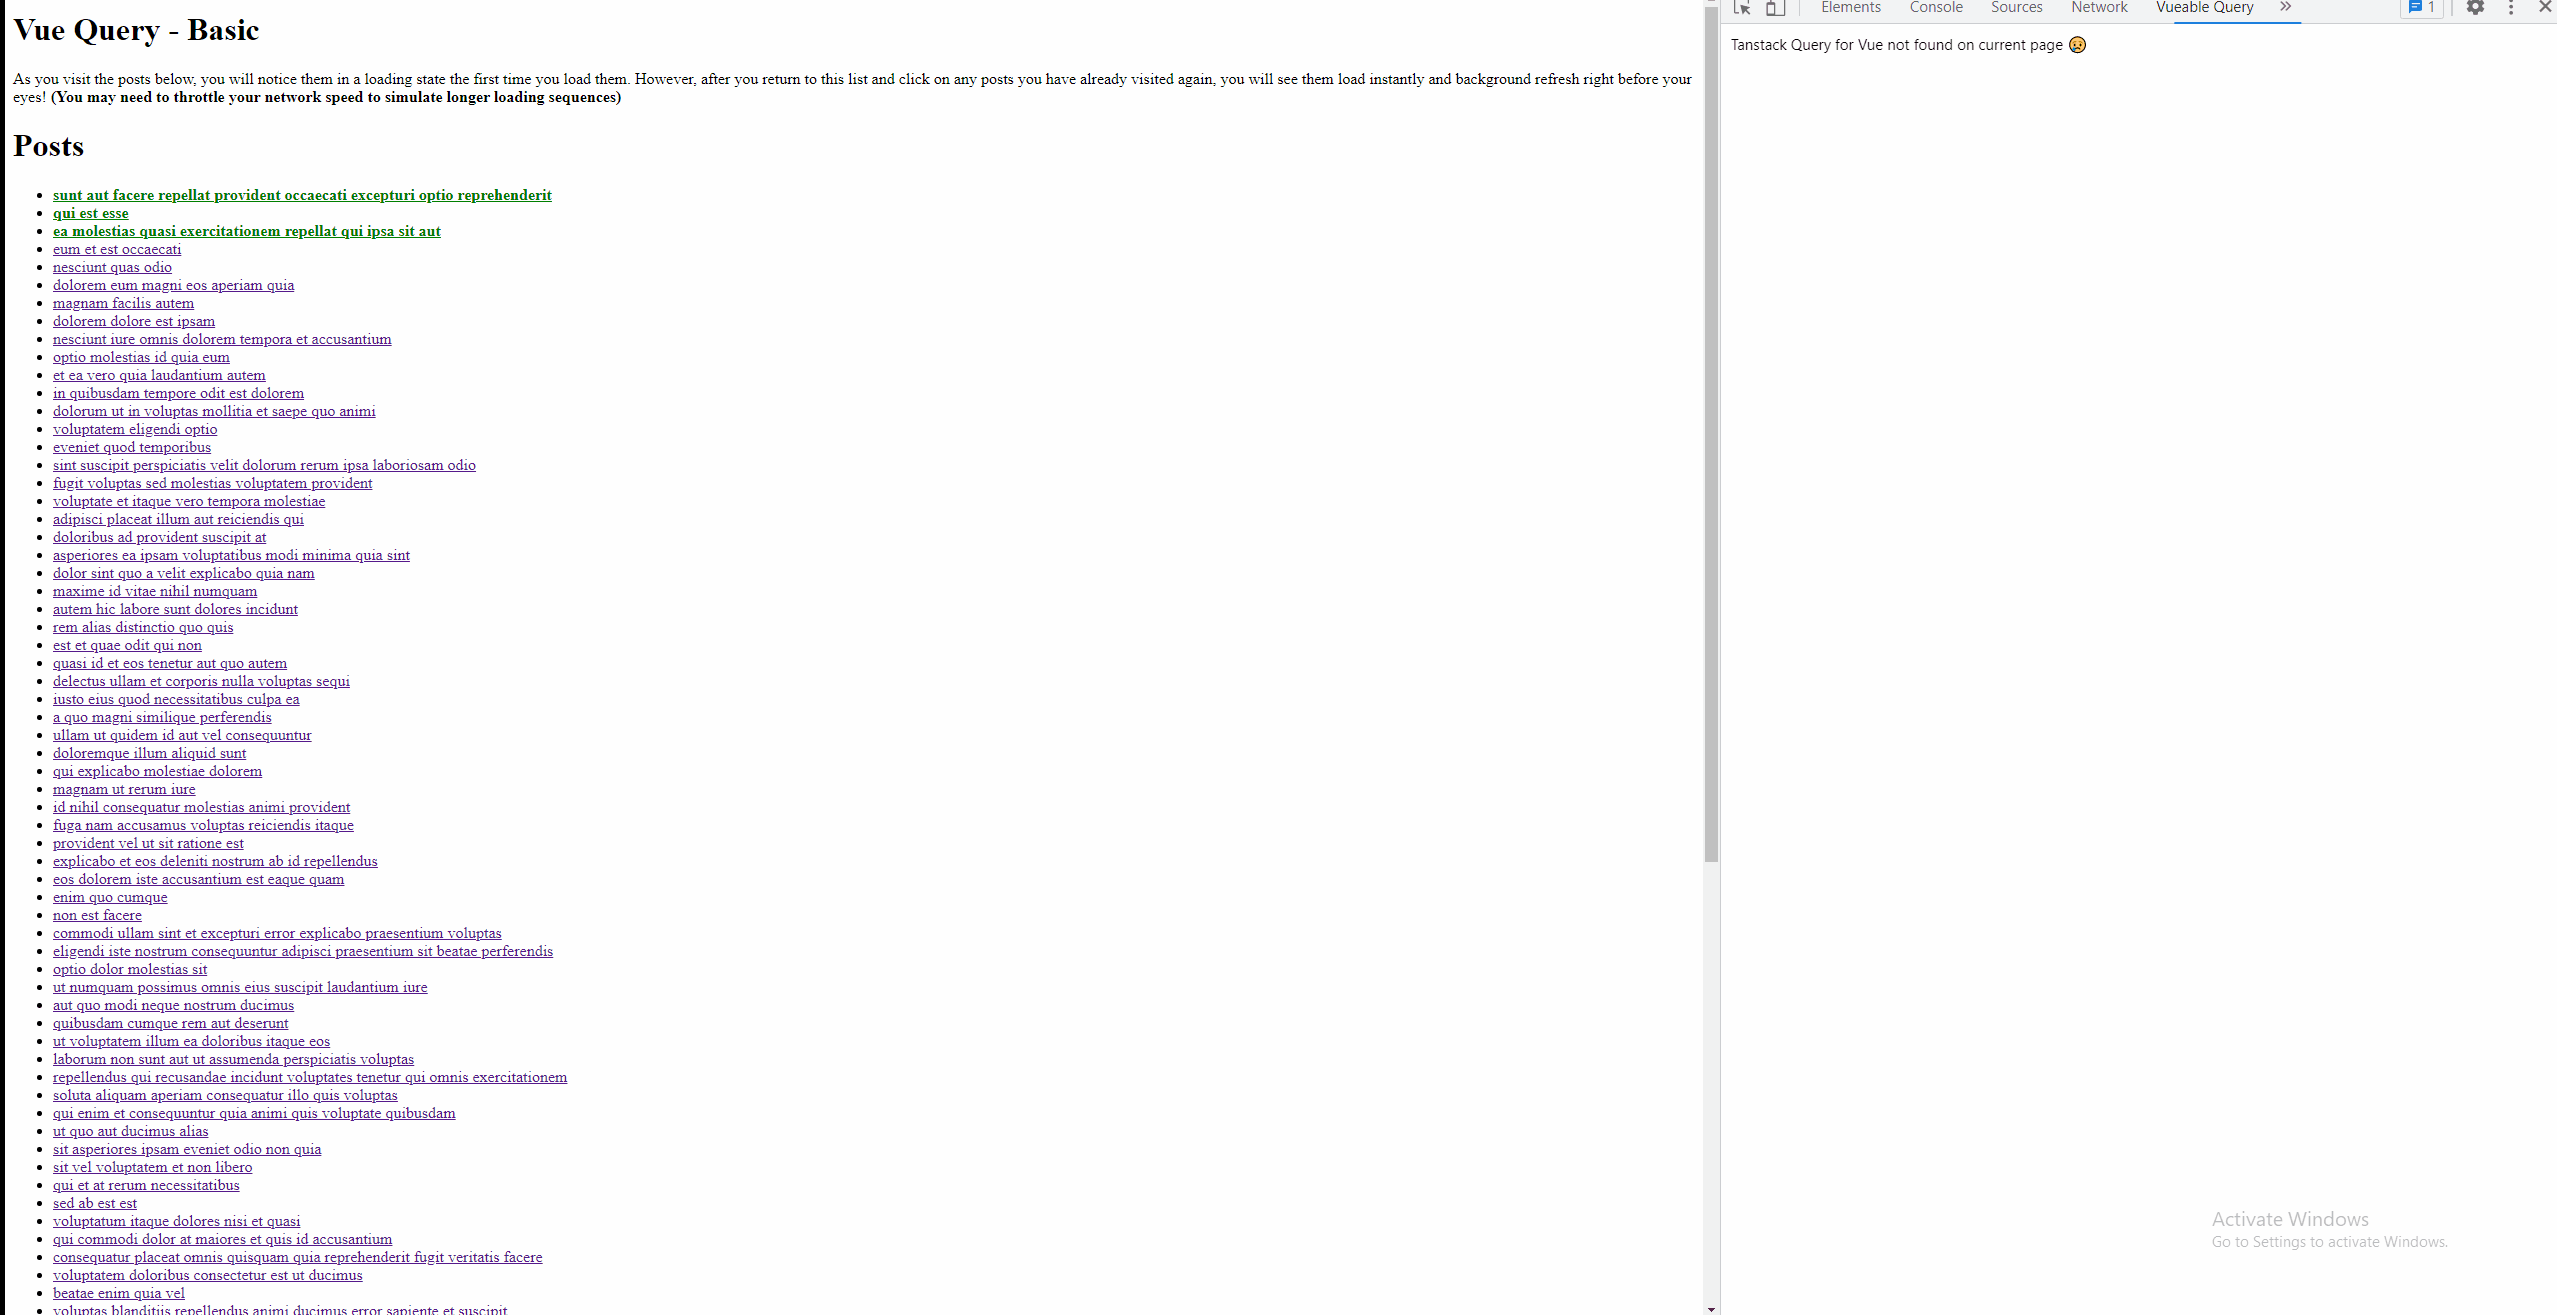 Vue Query - Basic
As you visit the posts below, you will notice them in a loading state the first time you load them. However, after you return to this list and click on any posts you have already visited again, you will see them load instantly and background refresh right before your
eyes! (You may need to throttle your network speed to simulate longer loading sequences)
Posts
sunt aut facere repellat provident occaecati excepturi optio reprehenderit
qui est esse
ea molestias quasi exercitationem repellat qui ipsa sit aut
eum et est occaecati
nesciunt quas odio
dolorem eum magni eos aperiam quia
magnam facilis autem
dolorem dolore est ipsam
nesciunt iure omnis dolorem tempora et accusantium
optio molestias id quia eum
et ea vero quia laudantium autem
in quibusdam tempore odit est dolorem
dolorum ut in voluptas mollitia et saepe quo animi
voluptatem eligendi optio
eveniet quod temporibus
sint suscipit perspiciatis velit dolorum rerum ipsa laboriosam odio
fugit voluptas sed molestias voluptatem provident
voluptate et itaque vero tempora molestiae
adipisci placeat illum aut reiciendis qui
doloribus ad provident suscipit at
asperiores ea ipsam voluptatibus modi minima quia sint
dolor sint quo a velit explicabo quia nam
maxime id vitae nihil numquam
autem hic labore sunt dolores incidunt
rem alias distinctio quo quis
est et quae odit qui non
quasi id et eos tenetur aut quo autem
delectus ullam et corporis nulla voluptas sequi
iusto eius quod necessitatibus culpa ea
a quo magni similique perferendis
ullam ut quidem id aut vel consequuntur
doloremque illum aliquid sunt
qui explicabo molestiae dolorem
magnam ut rerum iure
id nihil consequatur molestias animi provident
fuga nam accusamus voluptas reiciendis itaque
provident vel ut sit ratione est
explicabo et eos deleniti nostrum ab id repellendus
eos dolorem iste accusantium est eaque quam
enim quo cumque
non est facere
commodi ullam sint et excepturi error explicabo praesentium voluptas
eligendi iste nostrum consequuntur adipisci praesentium sit beatae perferendis
optio dolor molestias sit
ut numquam possimus omnis eius suscipit laudantium iure
aut quo modi neque nostrum ducimus
quibusdam cumque rem aut deserunt
ut voluptatem illum ea doloribus itaque eos
laborum non sunt aut ut assumenda perspiciatis voluptas
repellendus qui recusandae incidunt voluptates tenetur qui omnis exercitationem
soluta aliquam aperiam consequatur illo quis voluptas
qui enim et consequuntur quia animi quis voluptate quibusdam
ut quo aut ducimus alias
sit asperiores ipsam eveniet odio non quia
sit vel voluptatem et non libero
qui et at rerum necessitatibus
sed ab est est
voluptatum itaque dolores nisi et quasi
qui commodi dolor at maiores et quis id accusantium
consequatur placeat omnis quisquam quia reprehenderit fugit veritatis facere
voluptatem doloribus consectetur est ut ducimus
beatae enim quia vel
voluptas blanditiis repellendus animi ducimus error sapiente et suscipit
Elements Console Sources Network Vueable Query » 1
Tanstack Query for Vue not found on current page 😥
Activate Windows
Go to Settings to activate Windows.